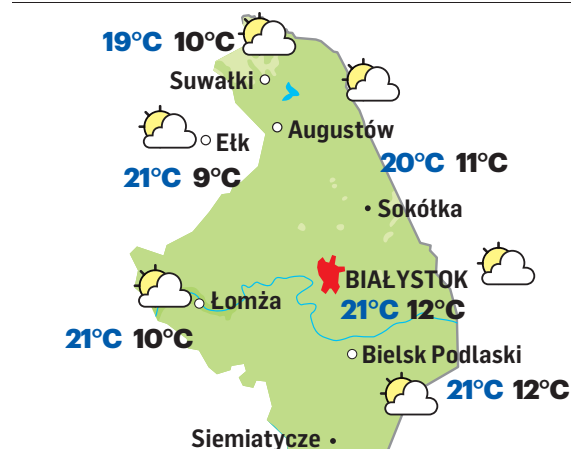 19°C 10°C
Suwałki
Augustów
Ełk
21°C 9°C
20°C 11°C
Sokółka
BIAŁYSTOK
21°C 12°C
Łomża
21°C 10°C
Bielsk Podlaski
21°C 12°C
Siemiatycze